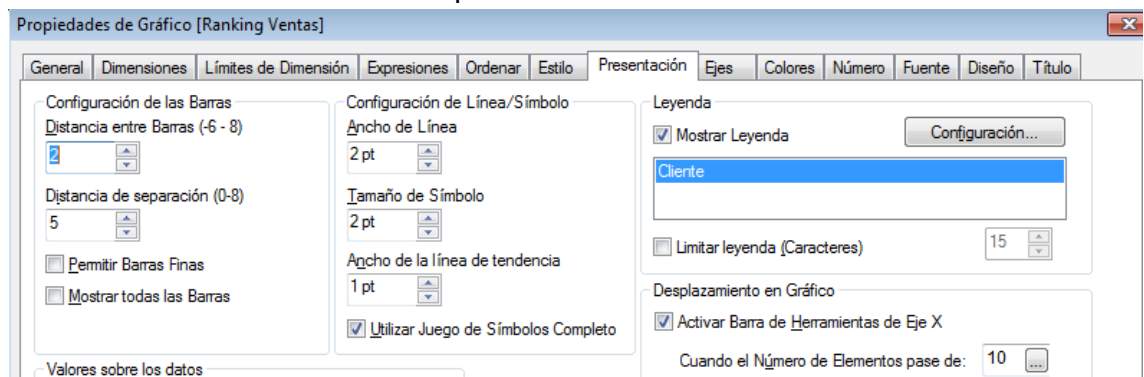 Propiedades de Gráfico [Ranking Ventas]
General Dimensiones Límites de Dimensión Expresiones Ordenar Estilo Presentación Ejes Colores Número Fuente Diseño Título
Configuración de las Barras
Distancia entre Barras (-6 - 8)
2
Distancia de separación (0-8)
5
Permitir Barras Finas
Mostrar todas las Barras
Valores sobre los datos
Configuración de Línea/Símbolo
Ancho de Línea
2 pt
Tamaño de Símbolo
2 pt
Ancho de la línea de tendencia
1 pt
Utilizar Juego de Símbolos Completo
Leyenda
Mostrar Leyenda Configuración...
Cliente
Limitar leyenda (Caracteres) 15
Desplazamiento en Gráfico
Activar Barra de Herramientas de Eje X
Cuando el Número de Elementos pase de: 10 ...